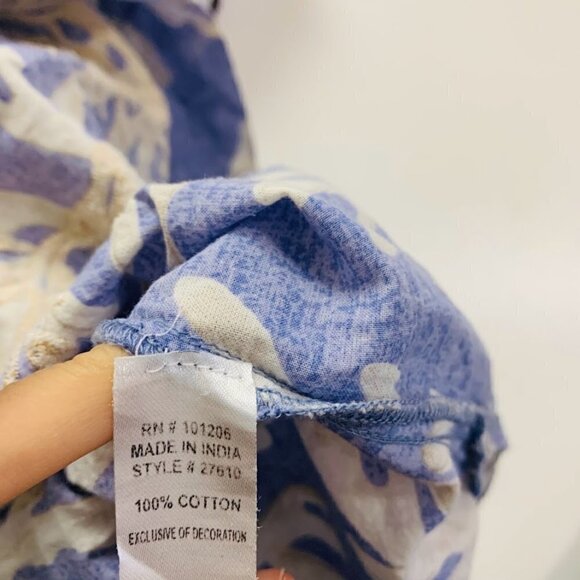 RN # 101206
MADE IN INDIA
STYLE # 27610
100% COTTON
EXCLUSIVE OF DECORATION